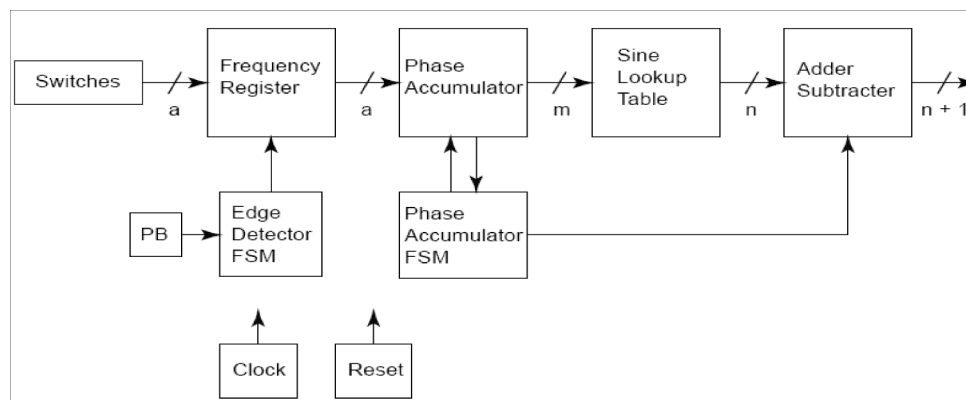 Switches
a
Frequency
Register
a
Phase
Accumulator
m
Sine
Lookup
Table
n
Adder
Subtracter
n + 1
PB
Edge
Detector
FSM
Phase
Accumulator
FSM
Clock
Reset